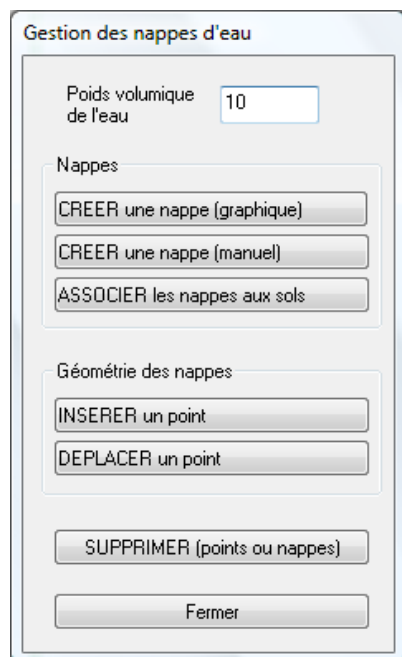 Gestion des nappes d'eau
Poids volumique
de l'eau
10
Nappes
CREER une nappe (graphique)
CREER une nappe (manuel)
ASSOCIER les nappes aux sols
Géométrie des nappes
INSERER un point
DEPLACER un point
SUPPRIMER (points ou nappes)
Fermer